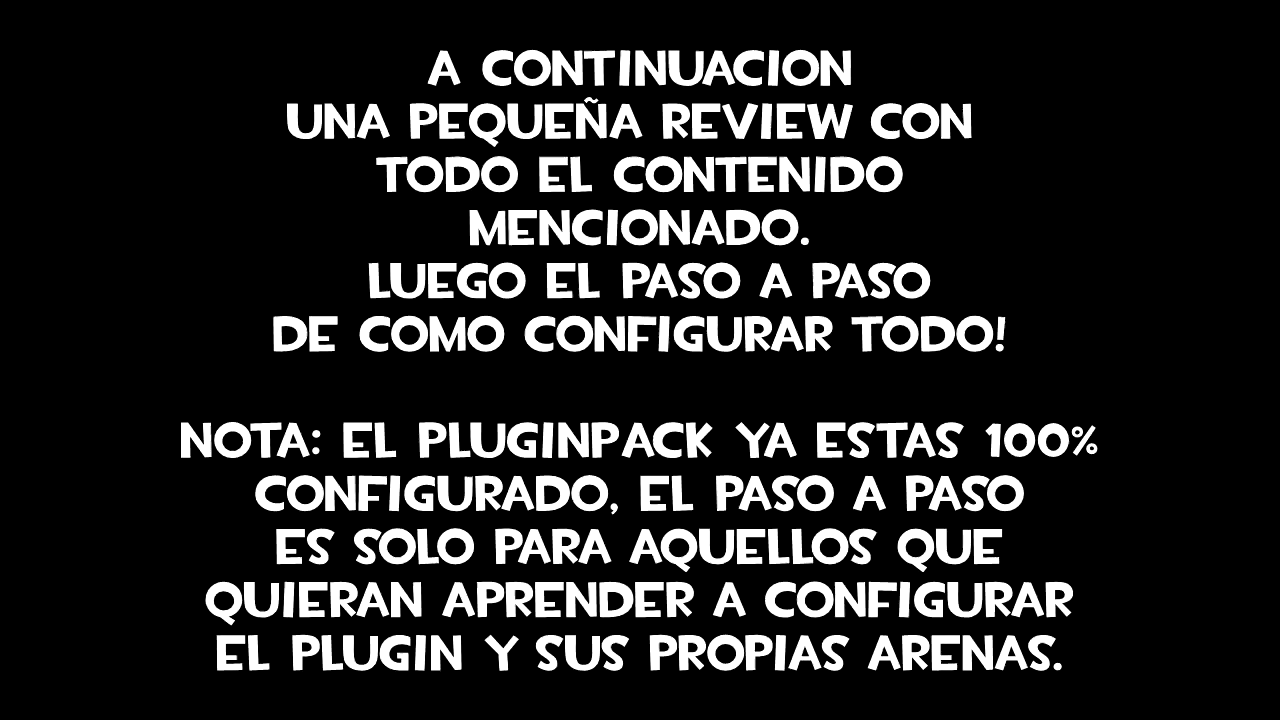 A CONTINUACION
UNA PEQUEÑA REVIEW CON
TODO EL CONTENIDO
MENCIONADO.
LUEGO EL PASO A PASO
DE COMO CONFIGURAR TODO!
NOTA: EL PLUGINPACK YA ESTAS 100%
CONFIGURADO, EL PASO A PASO
ES SOLO PARA AQUELLOS QUE
QUIERAN APRENDER A CONFIGURAR
EL PLUGIN Y SUS PROPIAS ARENAS.